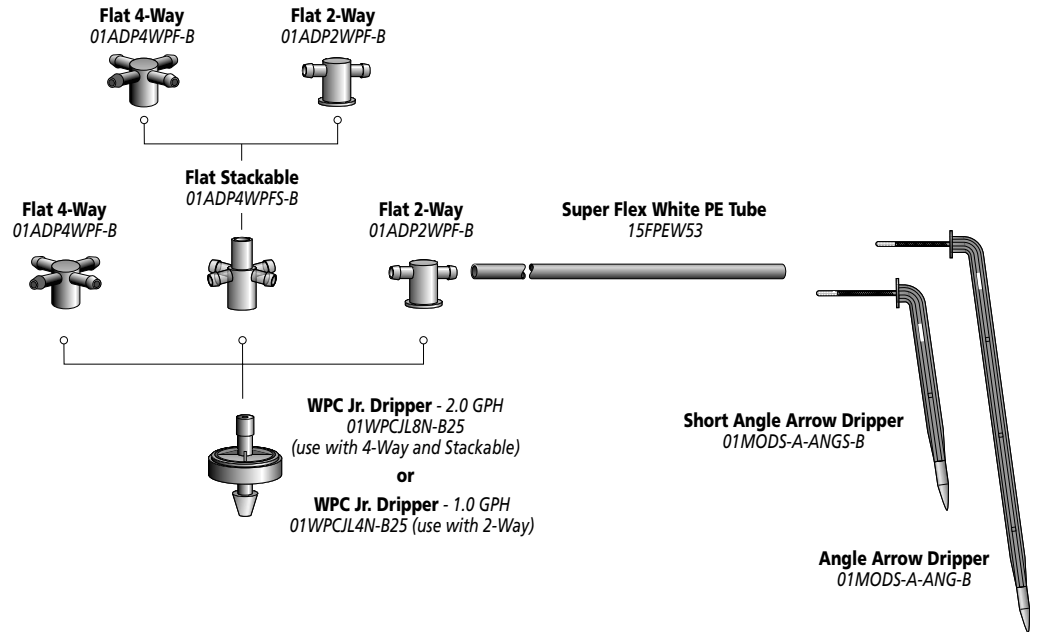 Flat 4-Way
01ADP4WPF-B
Flat 2-Way
01ADP2WPF-B
Flat Stackable
01ADP4WPFS-B
Flat 4-Way
01ADP4WPF-B
Flat 2-Way
01ADP2WPF-B
Super Flex White PE Tube
15FPEW53
WPC Jr. Dripper - 2.0 GPH
01WPCJL8N-B25
(use with 4-Way and Stackable)
or
WPC Jr. Dripper - 1.0 GPH
01WPCJL4N-B25 (use with 2-Way)
Short Angle Arrow Dripper
01MODS-A-ANGS-B
Angle Arrow Dripper
01MODS-A-ANG-B